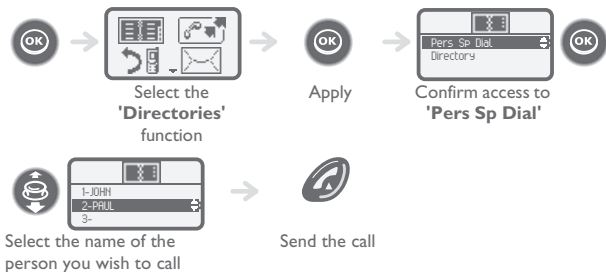 OK
OK
Pers Sp Dial
Directory
OK
Select the
'Directories'
function
Apply
Confirm access to
'Pers Sp Dial'
1-JOHN
2-PAUL
3-
Select the name of the
person you wish to call
Send the call